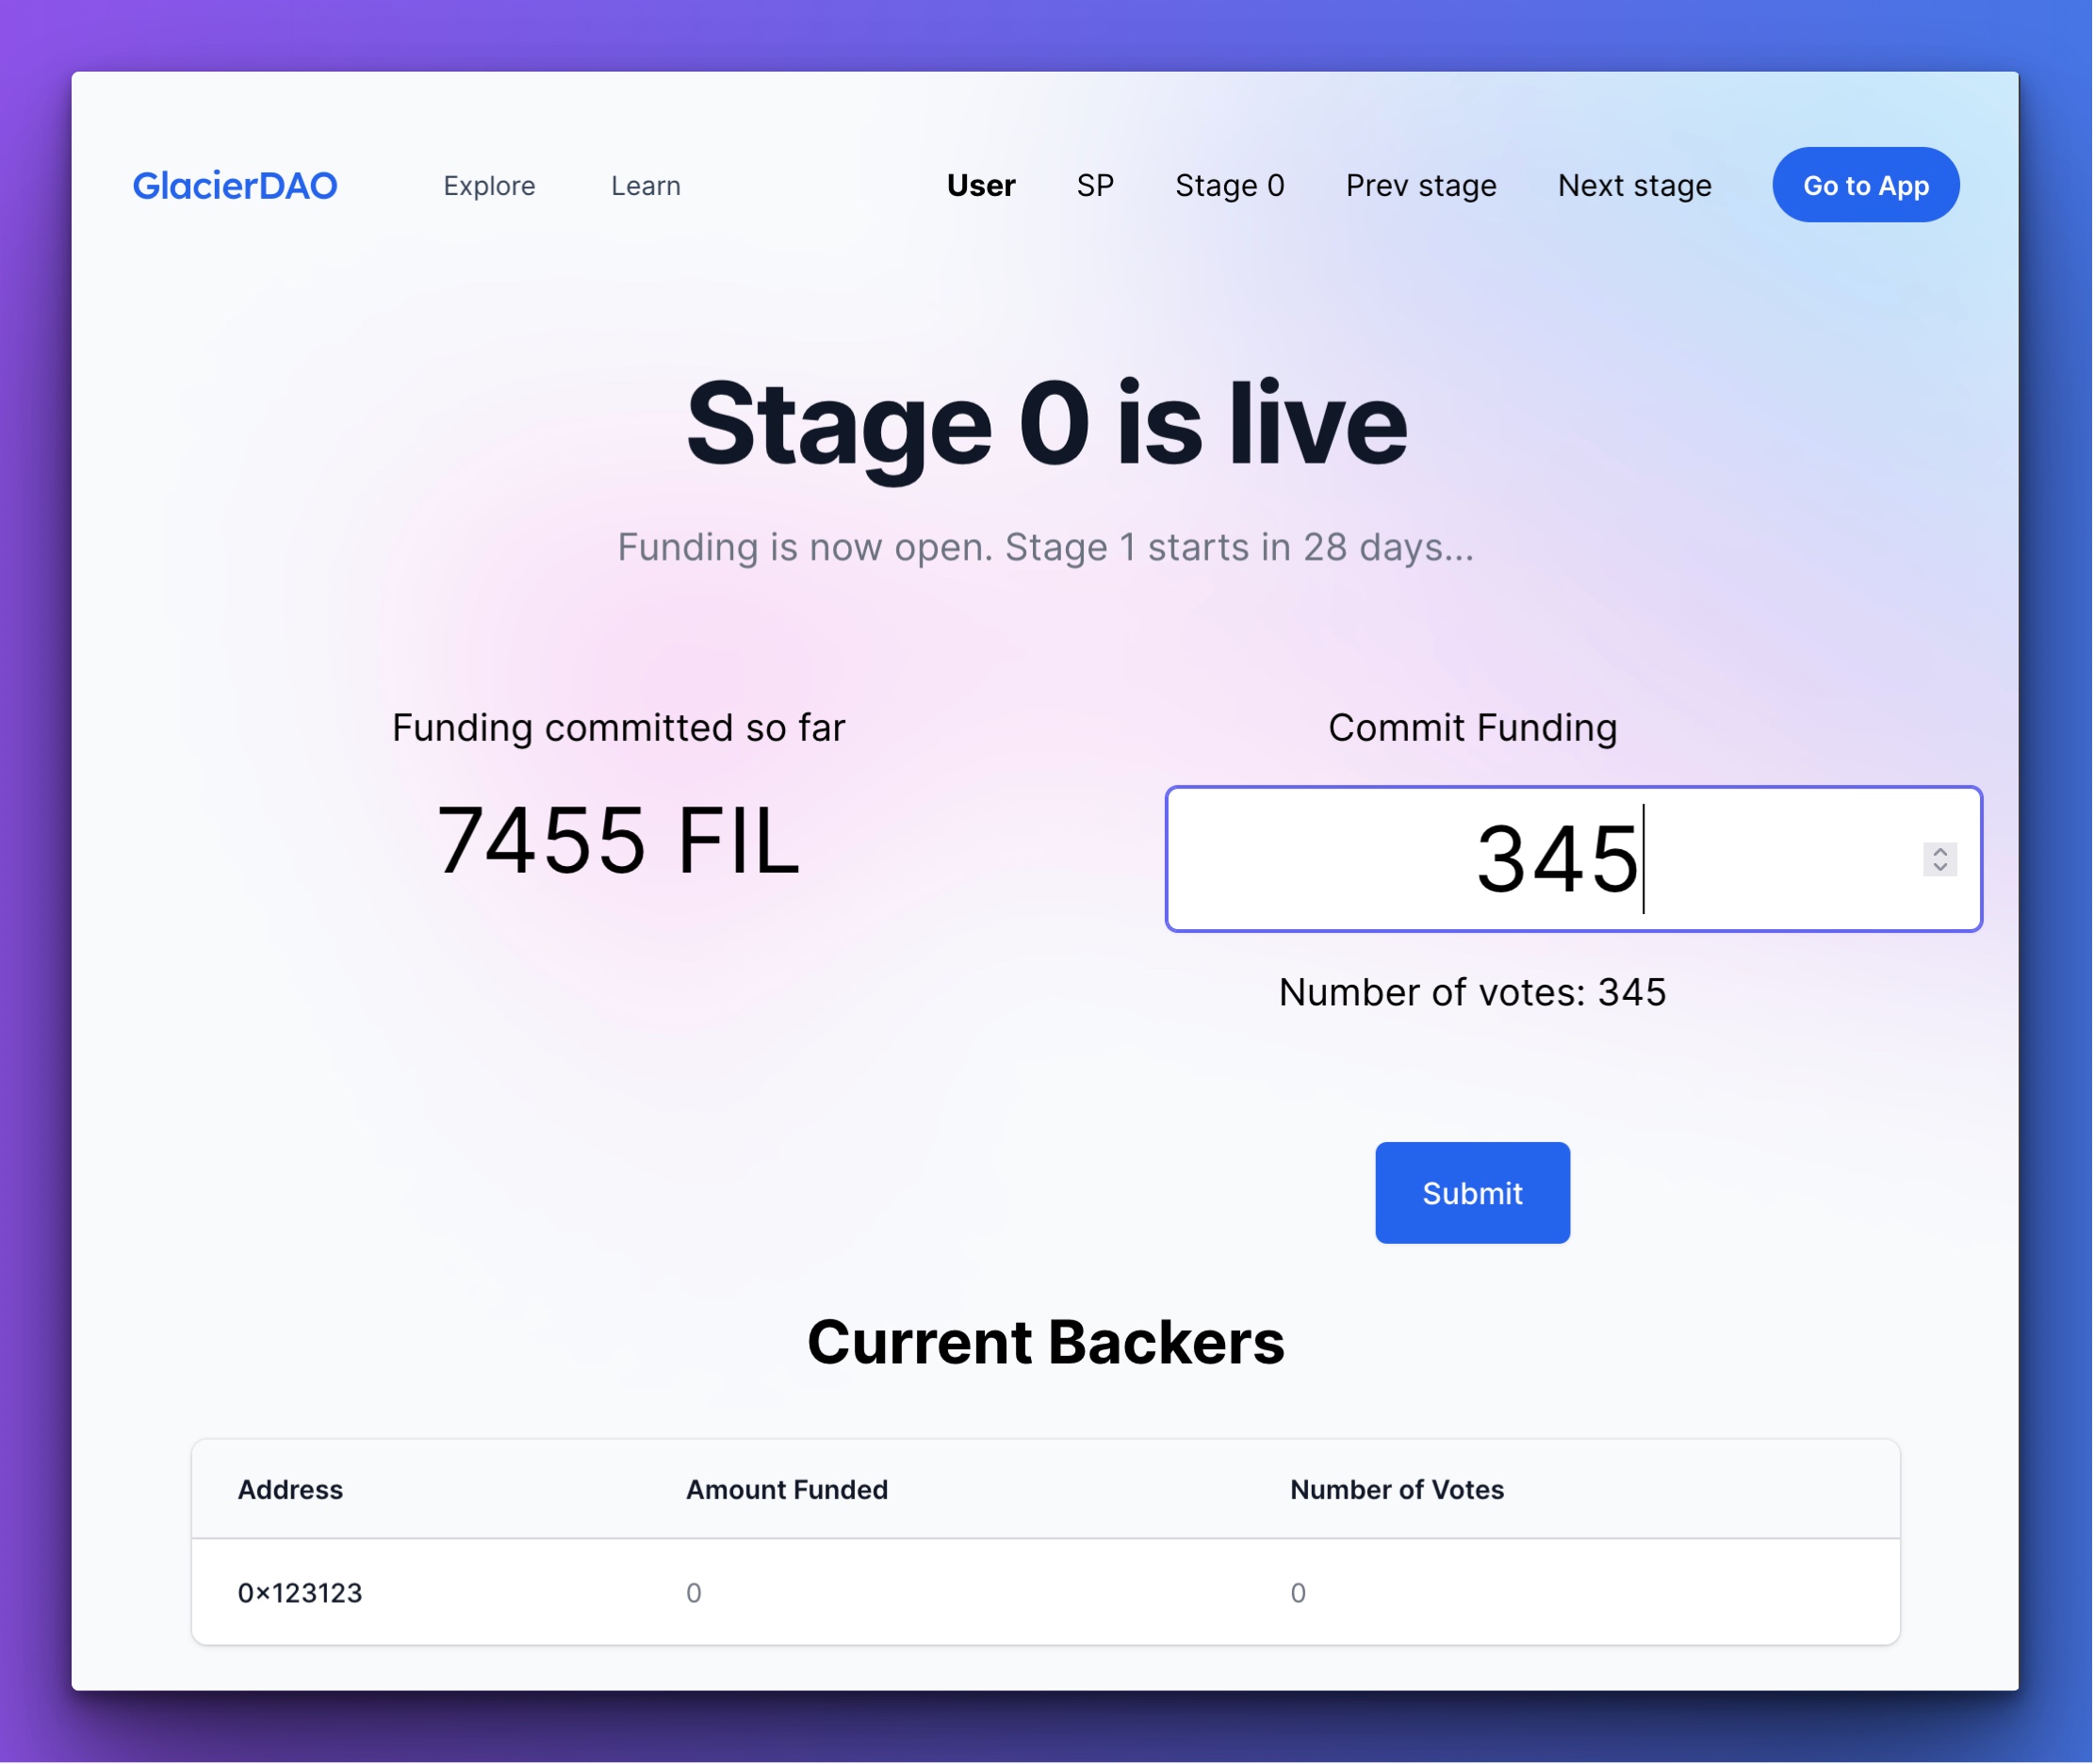 GlacierDAO Explore Learn User SP Stage 0 Prev stage Next stage Go to App
Stage 0 is live
Funding is now open. Stage 1 starts in 28 days...
Funding committed so far
7455 FIL
Commit Funding
345
Number of votes: 345
Submit
Current Backers
Address Amount Funded Number of Votes
0×123123 0 0